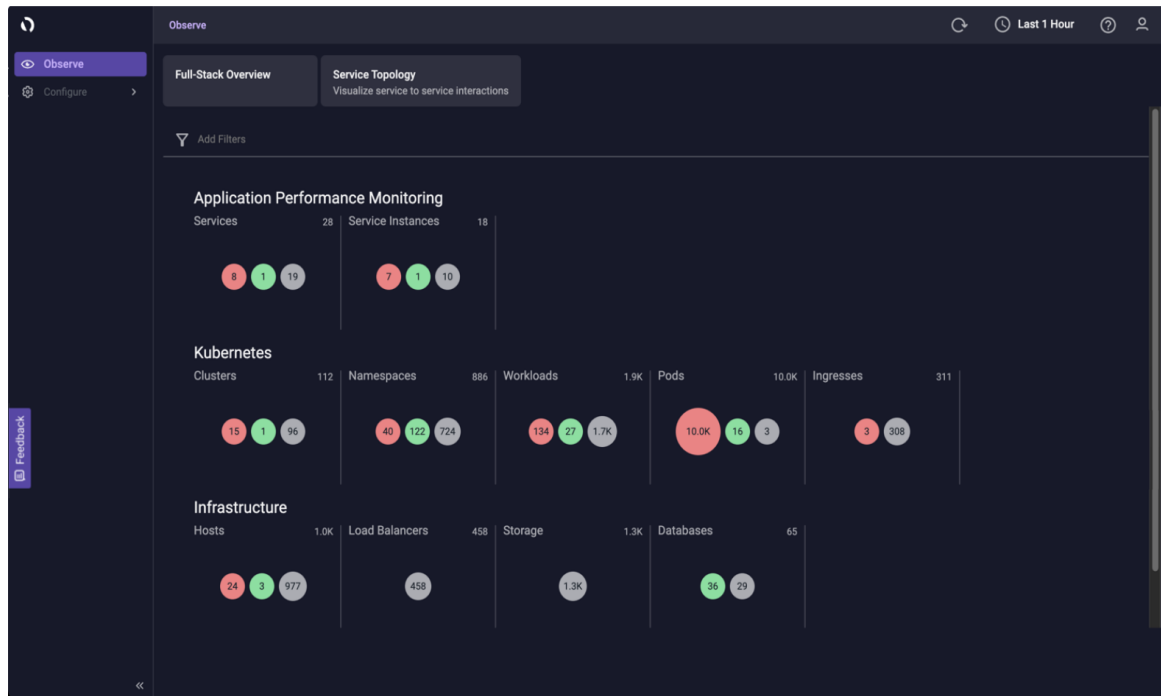 Observe
Last 1 Hour
Observe
Configure
Full-Stack Overview
Service Topology
Visualize service to service interactions
Add Filters
Application Performance Monitoring
Services 28
Service Instances 18
8 1 19
7 1 10
Kubernetes
Clusters 112
Namespaces 886
Workloads 1.9K
Pods 10.0K
Ingresses 311
15 1 96
40 122 724
134 27 1.7K
10.0K 16 3
3 308
Infrastructure
Hosts 1.0K
Load Balancers 458
Storage 1.3K
Databases 65
24 3 977
458
1.3K
36 29
Feedback